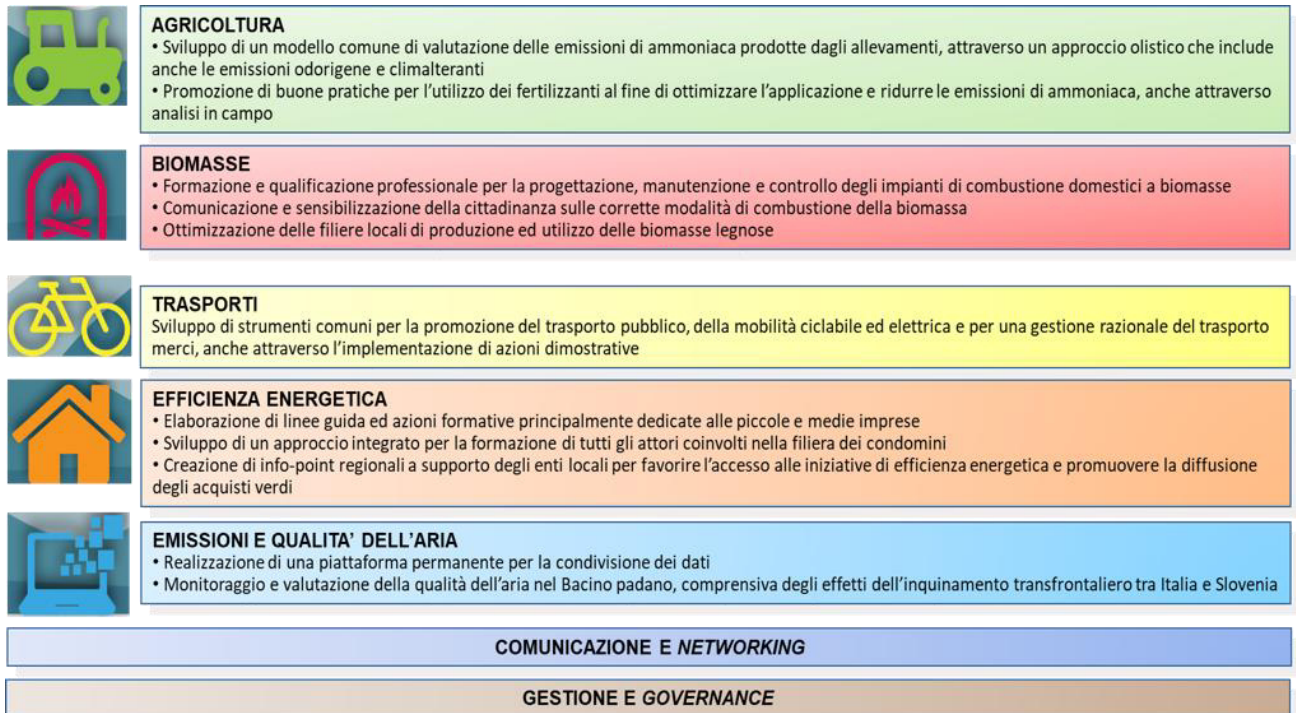 AGRICOLTURA
• Sviluppo di un modello comune di valutazione delle emissioni di ammoniaca prodotte dagli allevamenti, attraverso un approccio olistico che include
anche le emissioni odorigene e climalteranti
• Promozione di buone pratiche per l'utilizzo dei fertilizzanti al fine di ottimizzare l'applicazione e ridurre le emissioni di ammoniaca, anche attraverso
analisi in campo
BIOMASSE
• Formazione e qualificazione professionale per la progettazione, manutenzione e controllo degli impianti di combustione domestici a biomasse
• Comunicazione e sensibilizzazione della cittadinanza sulle corrette modalità di combustione della biomassa
• Ottimizzazione delle filiere locali di produzione ed utilizzo delle biomasse legnose
TRASPORTI
Sviluppo di strumenti comuni per la promozione del trasporto pubblico, della mobilità ciclabile ed elettrica e per una gestione razionale del trasporto
merci, anche attraverso l'implementazione di azioni dimostrative
EFFICIENZA ENERGETICA
• Elaborazione di linee guida ed azioni formative principalmente dedicate alle piccole e medie imprese
• Sviluppo di un approccio integrato per la formazione di tutti gli attori coinvolti nella filiera dei condomini
• Creazione di info-point regionali a supporto degli enti locali per favorire l'accesso alle iniziative di efficienza energetica e promuovere la diffusione
degli acquisti verdi
EMISSIONI E QUALITA' DELL'ARIA
• Realizzazione di una piattaforma permanente per la condivisione dei dati
• Monitoraggio e valutazione della qualità dell'aria nel Bacino padano, comprensiva degli effetti dell'inquinamento transfrontaliero tra Italia e Slovenia
COMUNICAZIONE E NETWORKING
GESTIONE E GOVERNANCE